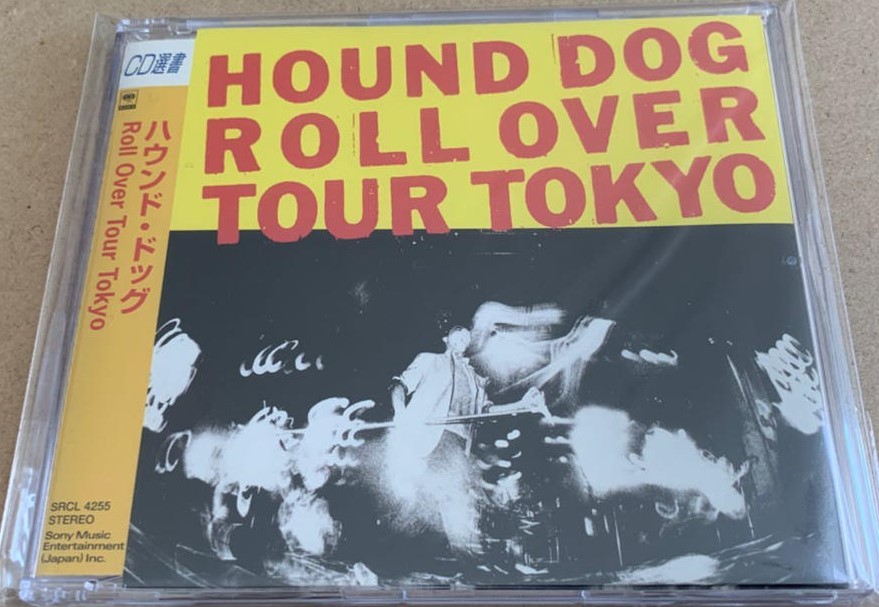 CD選書
HOUND DOG
ROLL OVER
TOUR TOKYO
ハウンド・ドッグ
Roll Over Tour Tokyo
SRCL 4255
STEREO
Sony Music
Entertainment
(Japan) Inc.